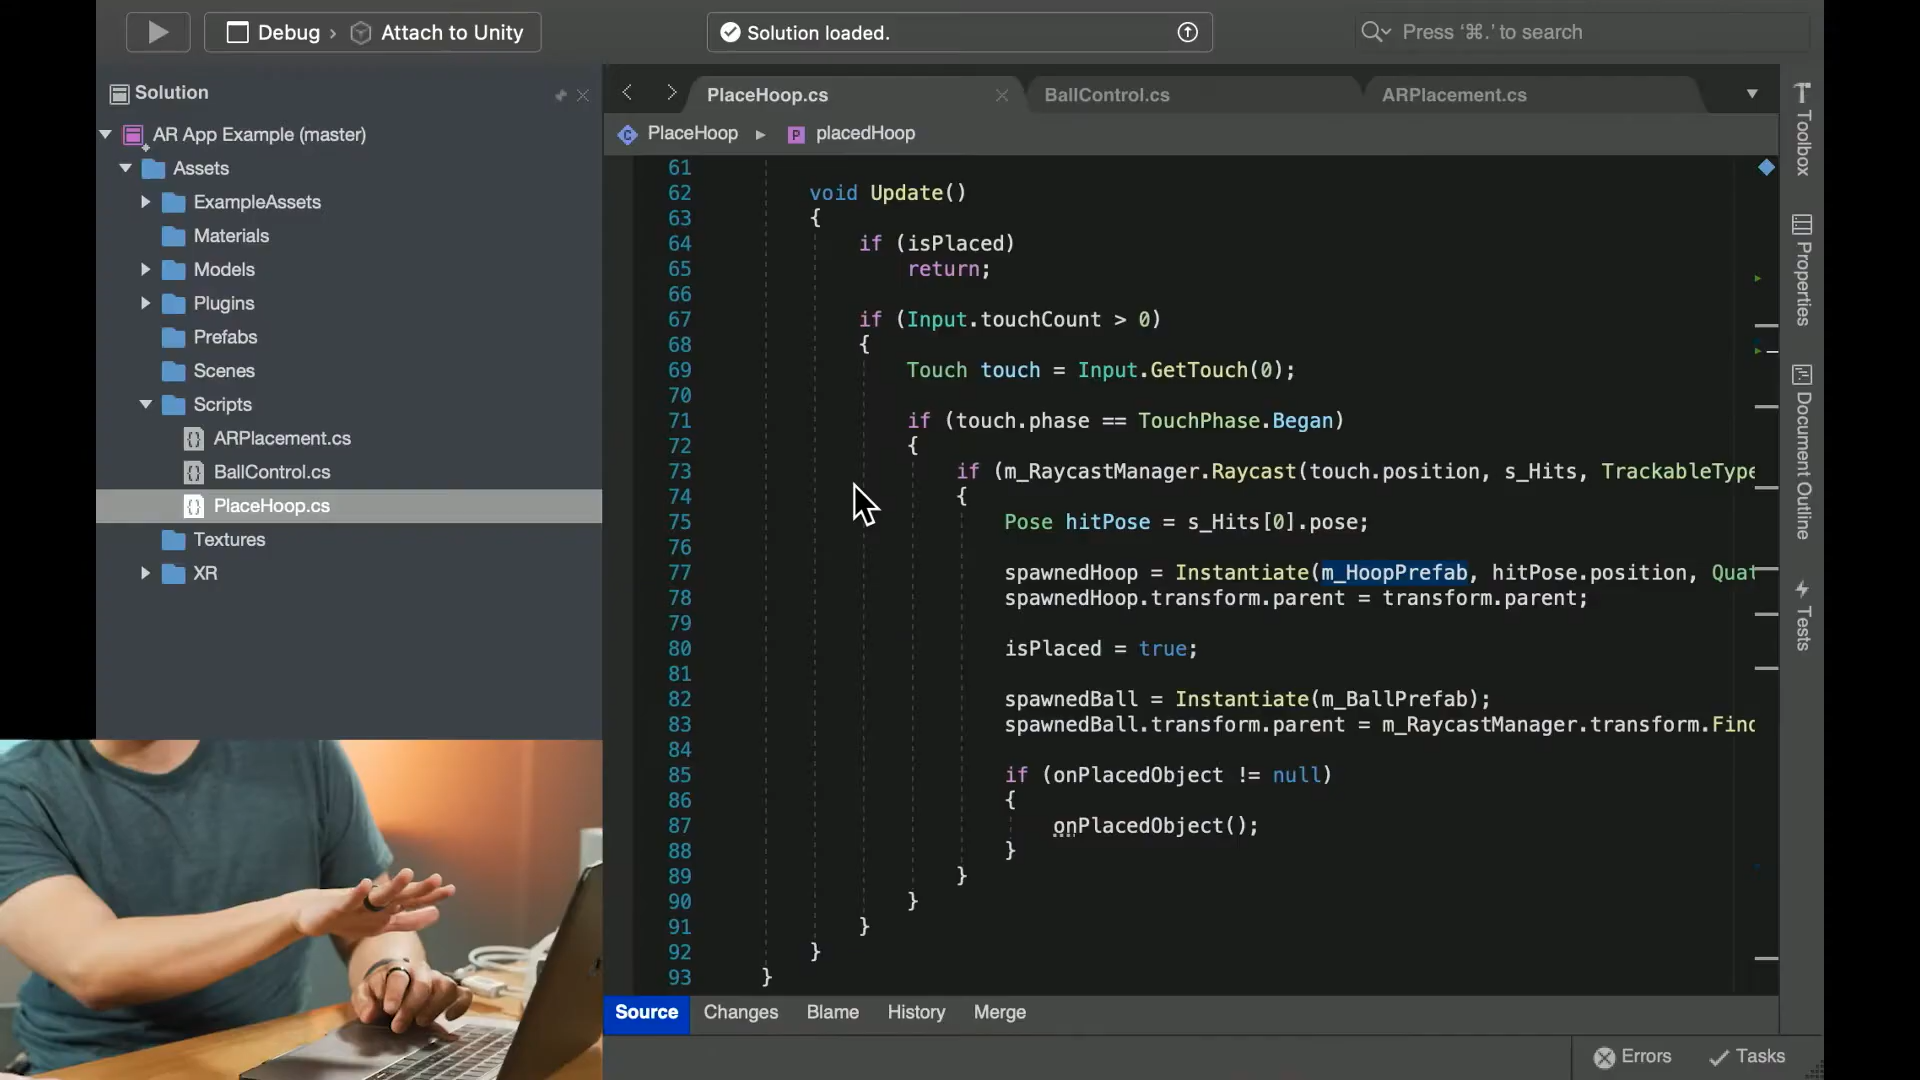 Debug › Attach to Unity
Solution loaded.
Press ‘⌘.’ to search
Solution
AR App Example (master)
Assets
ExampleAssets
Materials
Models
Plugins
Prefabs
Scenes
Scripts
ARPlacement.cs
BallControl.cs
PlaceHoop.cs
Textures
XR
PlaceHoop.cs
BallControl.cs
ARPlacement.cs
PlaceHoop
placedHoop
61
62 void Update()
63 {
64 if (isPlaced)
65 return;
66
67 if (Input.touchCount > 0)
68 {
69 Touch touch = Input.GetTouch(0);
70
71 if (touch.phase == TouchPhase.Began)
72 {
73 if (m_RaycastManager.Raycast(touch.position, s_Hits, TrackableType
74 {
75 Pose hitPose = s_Hits[0].pose;
76
77 spawnedHoop = Instantiate(m_HoopPrefab, hitPose.position, Quat
78 spawnedHoop.transform.parent = transform.parent;
79
80 isPlaced = true;
81
82 spawnedBall = Instantiate(m_BallPrefab);
83 spawnedBall.transform.parent = m_RaycastManager.transform.Find
84
85 if (onPlacedObject != null)
86 {
87 onPlacedObject();
88 }
89 }
90 }
91 }
92 }
93 }
Source
Changes
Blame
History
Merge
Toolbox
Properties
Document Outline
Tests
Errors
Tasks